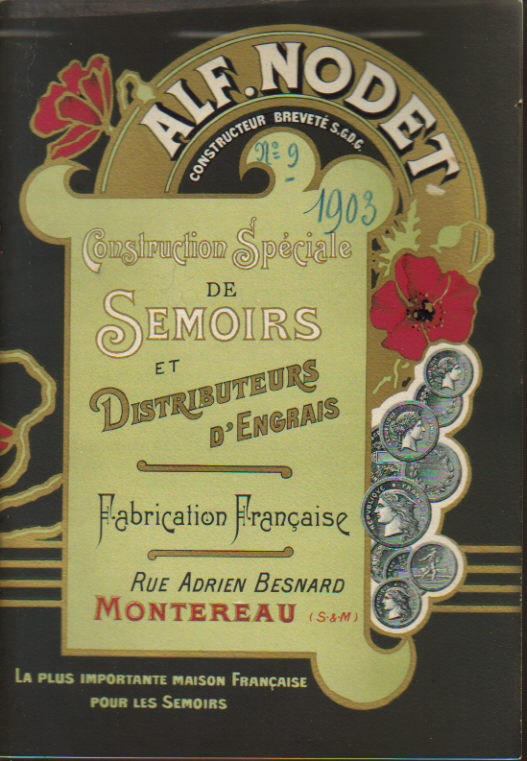 ALF. NODET
CONSTRUCTEUR BREVETÉ S.G.D.G.
Nº 9
1903
Construction Spéciale
DE
SEMOIRS
ET
DISTRIBUTEURS
D'ENGRAIS
Fabrication Française
RUE ADRIEN BESNARD
MONTEREAU (S-&-M)
LA PLUS IMPORTANTE MAISON FRANÇAISE
POUR LES SEMOIRS